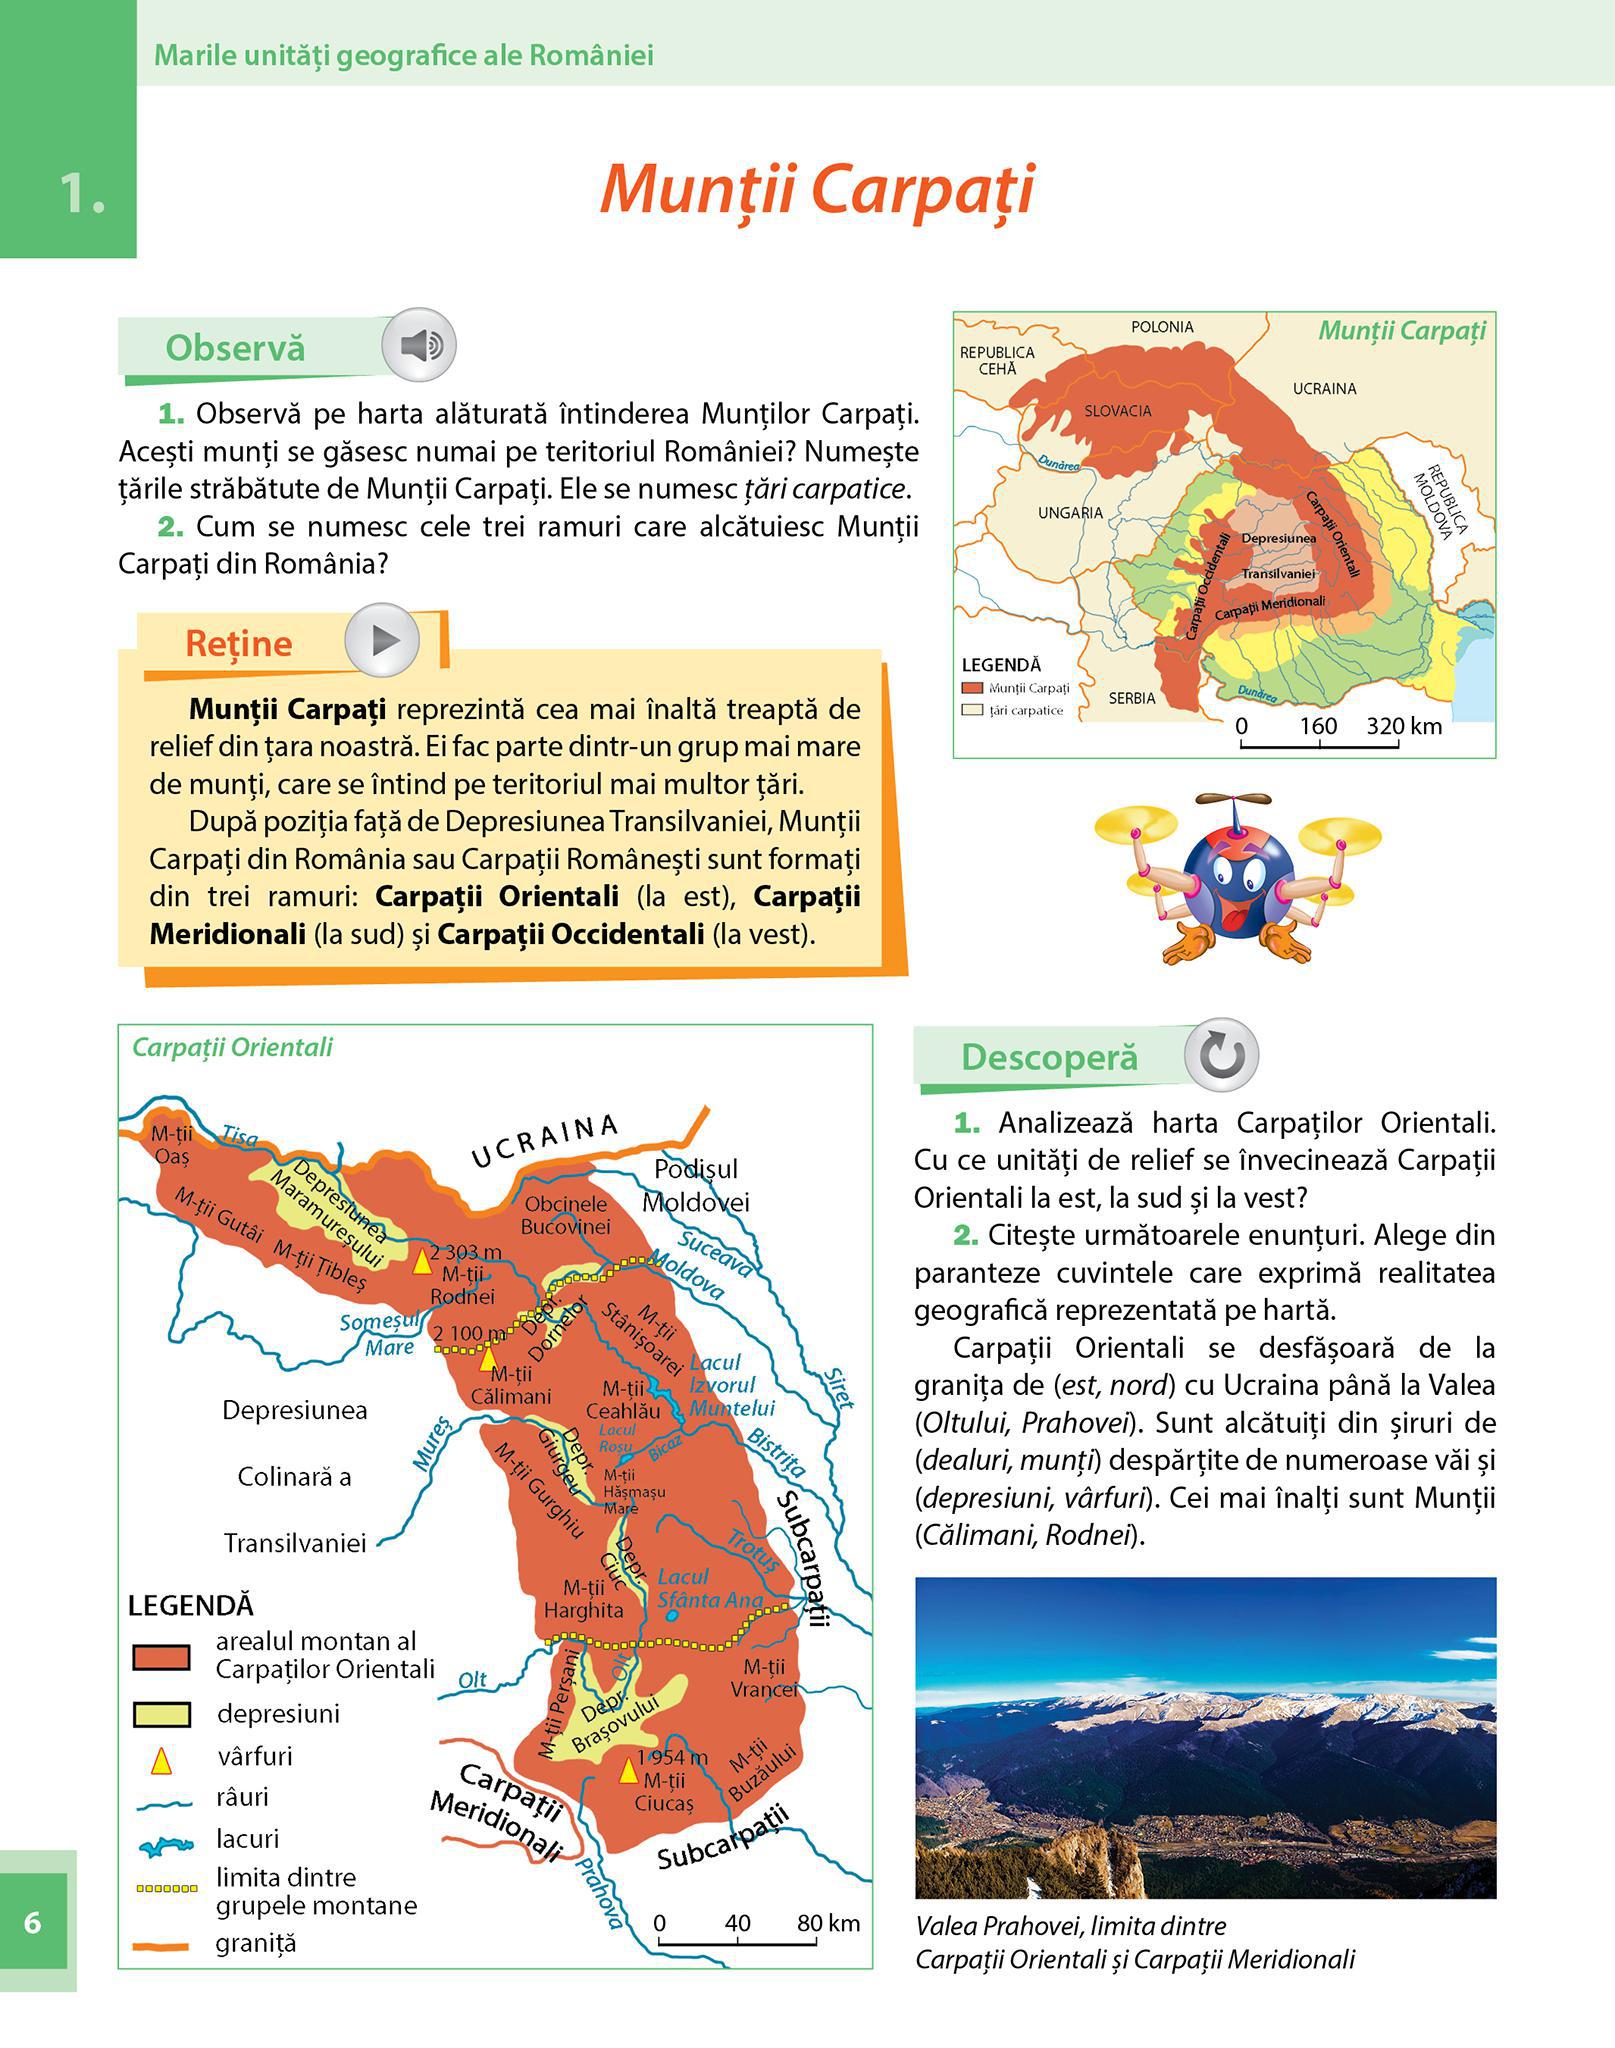 Marile unități geografice ale României
1.
Munții Carpați
Observă
1. Observă pe harta alăturată întinderea Munților Carpați.
Acești munți se găsesc numai pe teritoriul României? Numește
țările străbătute de Munții Carpați. Ele se numesc țări carpatice.
2. Cum se numesc cele trei ramuri care alcătuiesc Munții
Carpați din România?
Munții Carpați
POLONIA
REPUBLICA
CEHĂ
UCRAINA
SLOVACIA
Dunărea
REPUBLICA
MOLDOVA
UNGARIA
Carpații Orientali
Depresiunea
Transilvaniei
Carpații Occidentali
Carpații Meridionali
LEGENDĂ
Munții Carpați
țări carpatice
SERBIA
Dunărea
0 160 320 km
Reține
Munții Carpați reprezintă cea mai înaltă treaptă de
relief din țara noastră. Ei fac parte dintr-un grup mai mare
de munți, care se întind pe teritoriul mai multor țări.
După poziția față de Depresiunea Transilvaniei, Munții
Carpați din România sau Carpații Românești sunt formați
din trei ramuri: Carpații Orientali (la est), Carpații
Meridionali (la sud) și Carpații Occidentali (la vest).
Carpații Orientali
M-ții
Oaș
Tisa
UCRAINA
Podișul
Moldovei
Depresiunea
Maramureșului
M-ții Gutâi
M-ții Țibleș
Obcinele
Bucovinei
Suceava
Moldova
2 303 m
M-ții
Rodnei
Someșul
Mare
2 100 m
Depr.
Dornelor
M-ții
Stânișoarei
M-ții
Călimani
M-ții
Ceahlău
Lacul
Izvorul
Muntelui
Siret
Lacul
Roșu
Bicaz
Bistrița
Depresiunea
Colinară a
Transilvaniei
Mureș
Depr.
Giurgeu
M-ții Gurghiu
M-ții
Hășmașu
Mare
Subcarpații
Trotuș
Depr.
Ciuc
M-ții
Harghita
Lacul
Sfânta Ana
Olt
Olt
M-ții Perșani
Depr.
Brașovului
M-ții
Vrancei
1 954 m
M-ții
Ciucaș
M-ții
Buzăului
Carpații
Meridionali
Subcarpații
Prahova
0 40 80 km
LEGENDĂ
arealul montan al
Carpaților Orientali
depresiuni
vârfuri
râuri
lacuri
limita dintre
grupele montane
graniță
Descoperă
1. Analizează harta Carpaților Orientali.
Cu ce unități de relief se învecinează Carpații
Orientali la est, la sud și la vest?
2. Citește următoarele enunțuri. Alege din
paranteze cuvintele care exprimă realitatea
geografică reprezentată pe hartă.
Carpații Orientali se desfășoară de la
granița de (est, nord) cu Ucraina până la Valea
(Oltului, Prahovei). Sunt alcătuiți din șiruri de
(dealuri, munți) despărțite de numeroase văi și
(depresiuni, vârfuri). Cei mai înalți sunt Munții
(Călimani, Rodnei).
Valea Prahovei, limita dintre
Carpații Orientali și Carpații Meridionali
6